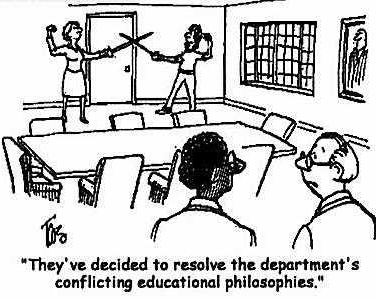 "They've decided to resolve the department's
conflicting educational philosophies."